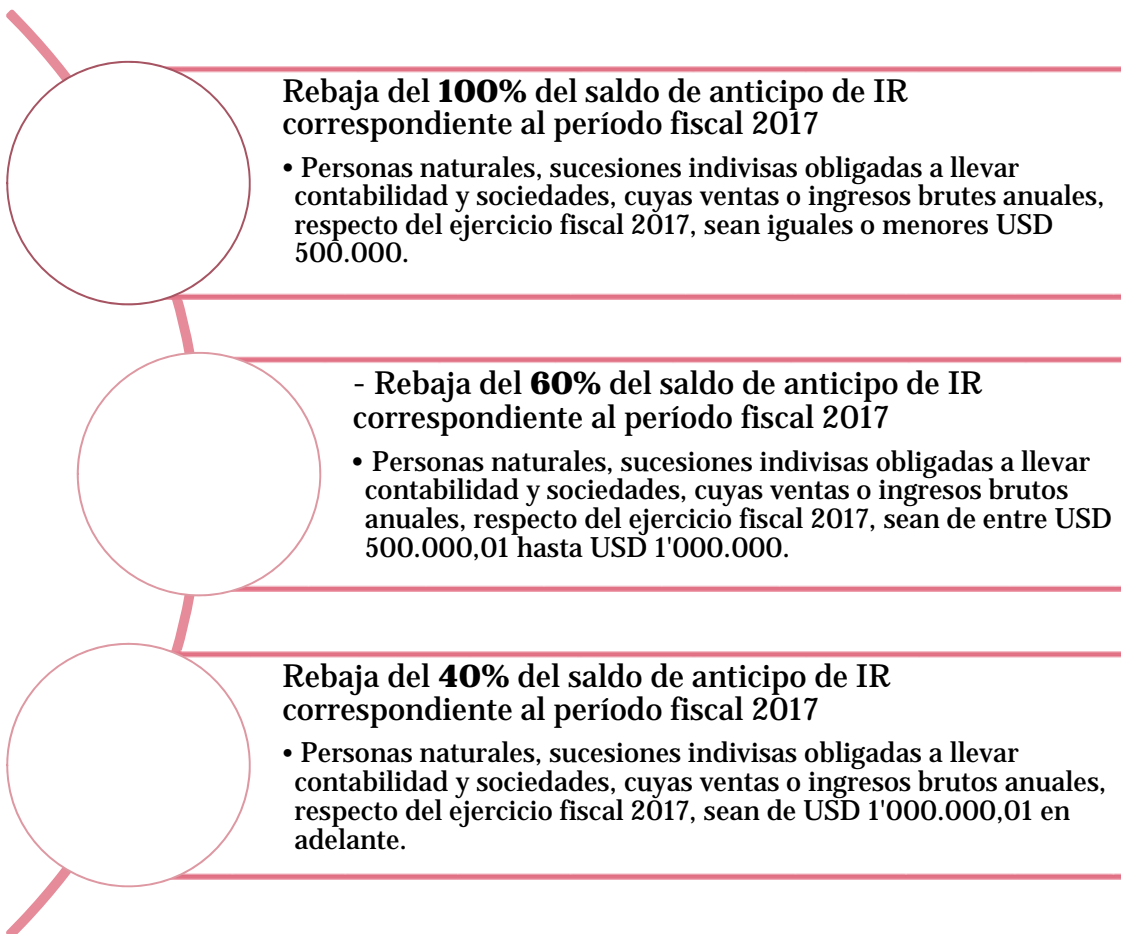 Rebaja del 100% del saldo de anticipo de IR
correspondiente al período fiscal 2017
• Personas naturales, sucesiones indivisas obligadas a llevar
contabilidad y sociedades, cuyas ventas o ingresos brutes anuales,
respecto del ejercicio fiscal 2017, sean iguales o menores USD
500.000.
- Rebaja del 60% del saldo de anticipo de IR
correspondiente al período fiscal 2017
• Personas naturales, sucesiones indivisas obligadas a llevar
contabilidad y sociedades, cuyas ventas o ingresos brutos
anuales, respecto del ejercicio fiscal 2017, sean de entre USD
500.000,01 hasta USD 1'000.000.
Rebaja del 40% del saldo de anticipo de IR
correspondiente al período fiscal 2017
• Personas naturales, sucesiones indivisas obligadas a llevar
contabilidad y sociedades, cuyas ventas o ingresos brutos anuales,
respecto del ejercicio fiscal 2017, sean de USD 1'000.000,01 en
adelante.